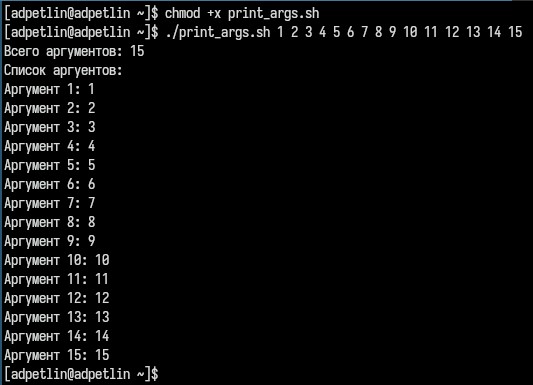 [adpetlin@adpetlin ~]$ chmod +x print_args.sh
[adpetlin@adpetlin ~]$ ./print_args.sh 1 2 3 4 5 6 7 8 9 10 11 12 13 14 15
Всего аргументов: 15
Список аргуентов:
Аргумент 1: 1
Аргумент 2: 2
Аргумент 3: 3
Аргумент 4: 4
Аргумент 5: 5
Аргумент 6: 6
Аргумент 7: 7
Аргумент 8: 8
Аргумент 9: 9
Аргумент 10: 10
Аргумент 11: 11
Аргумент 12: 12
Аргумент 13: 13
Аргумент 14: 14
Аргумент 15: 15
[adpetlin@adpetlin ~]$